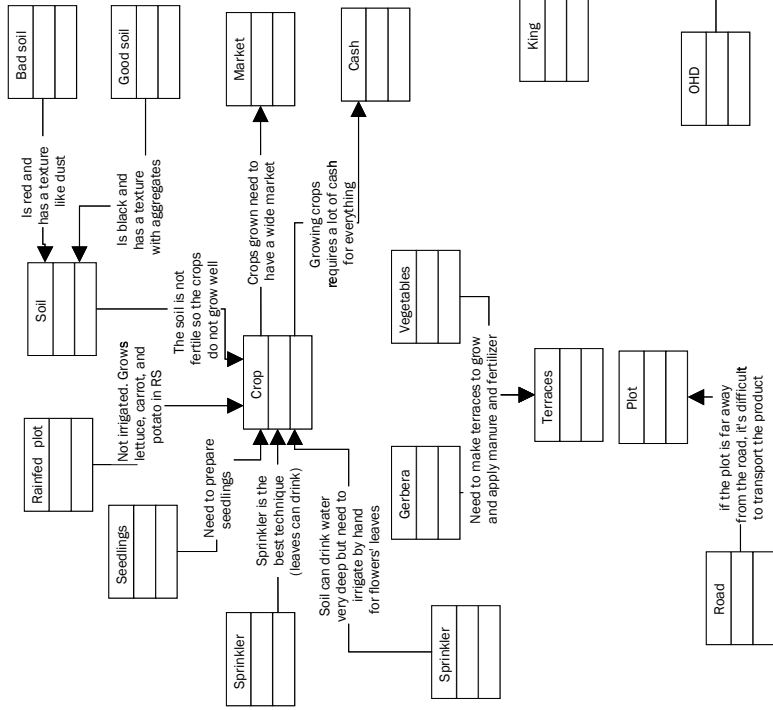 Bad soil
Is red and
has a texture
like dust
Good soil
Is black and
has a texture
with aggregates
Soil
The soil is not
fertile so the crops
do not grow well
Rainfed plot
Not irrigated. Grows
lettuce, carrot, and
potato in RS
Seedlings
Need to prepare
seedlings
Sprinkler
Sprinkler is the
best technique
(leaves can drink)
Crop
Crops grown need to
have a wide market
Market
Growing crops
requires a lot of cash
for everything
Cash
Soil can drink water
very deep but need to
irrigate by hand
for flowers' leaves
Sprinkler
Gerbera
Vegetables
Need to make terraces to grow
and apply manure and fertilizer
Terraces
King
Plot
if the plot is far away
from the road, it's difficult
to transport the product
Road
OHD